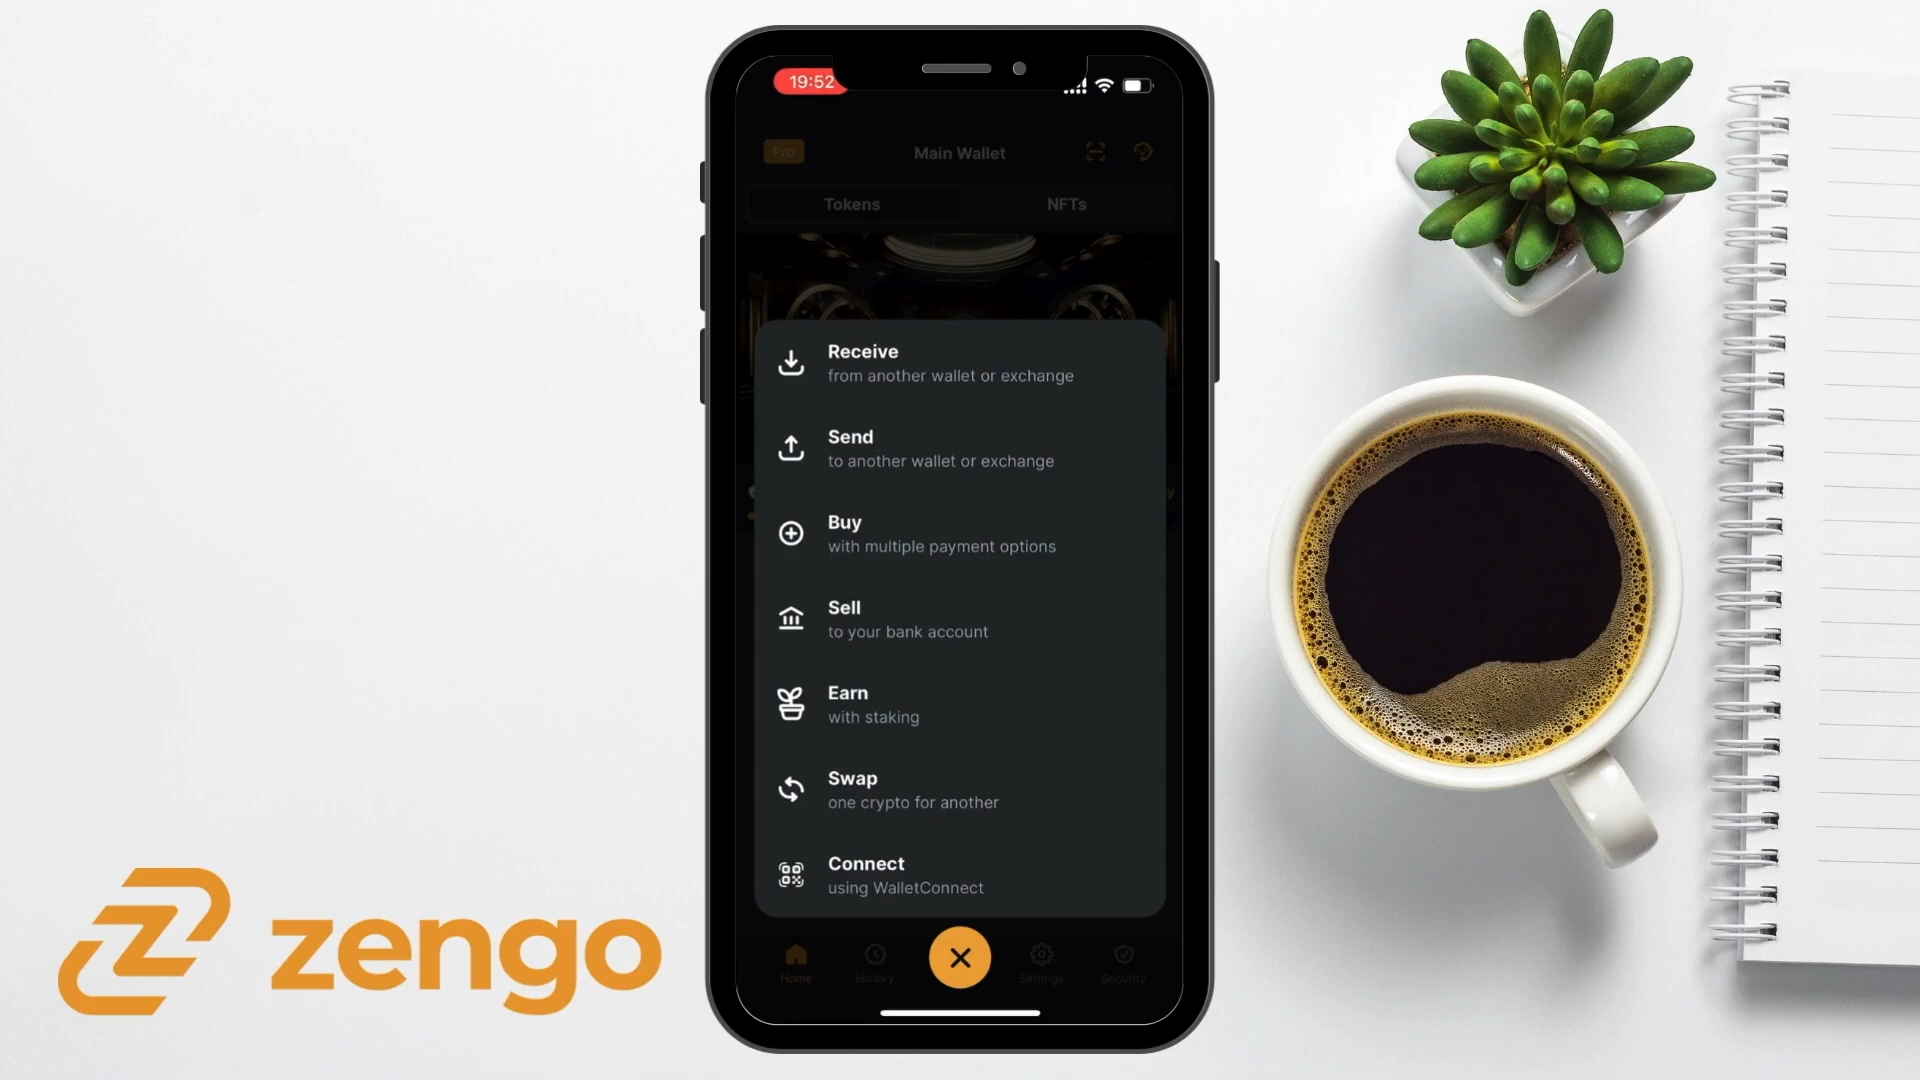 19:52
Pro
Main Wallet
Tokens
NFTs
Receive
from another wallet or exchange
Send
to another wallet or exchange
y
Buy
with multiple payment options
Sell
to your bank account
Earn
with staking
Swap
one crypto for another
Connect
using WalletConnect
Home
History
Settings
Security
zengo